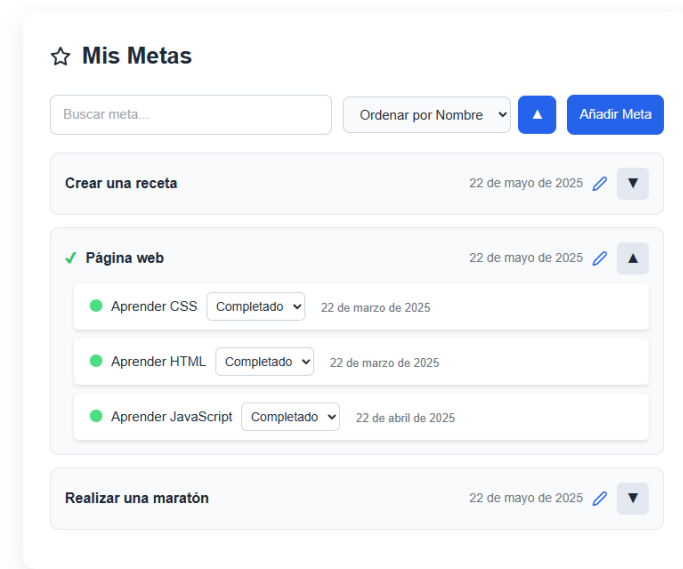 Mis Metas
Buscar meta...
Ordenar por Nombre
▲
Añadir Meta
Crear una receta
22 de mayo de 2025
▼
Página web
22 de mayo de 2025
▲
Aprender CSS
Completado
22 de marzo de 2025
Aprender HTML
Completado
22 de marzo de 2025
Aprender JavaScript
Completado
22 de abril de 2025
Realizar una maratón
22 de mayo de 2025
▼